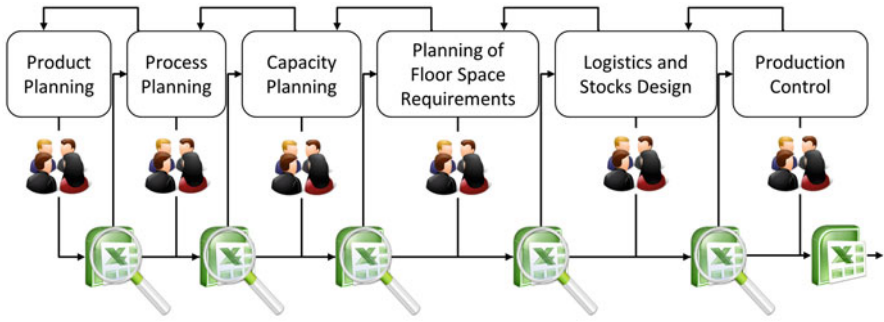 Product
Planning
Process
Planning
Capacity
Planning
Planning of
Floor Space
Requirements
Logistics and
Stocks Design
Production
Control